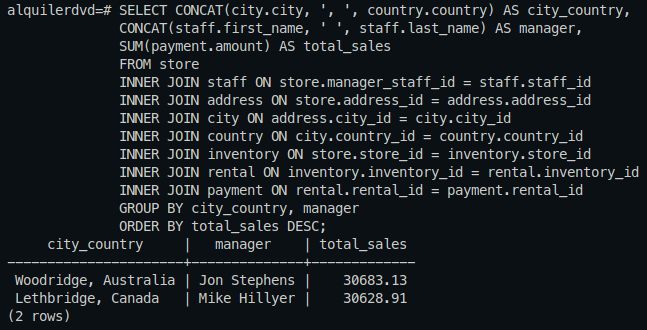 alquilerdvd=# SELECT CONCAT(city.city, ', ', country.country) AS city_country,
CONCAT(staff.first_name, ' ', staff.last_name) AS manager,
SUM(payment.amount) AS total_sales
FROM store
INNER JOIN staff ON store.manager_staff_id = staff.staff_id
INNER JOIN address ON store.address_id = address.address_id
INNER JOIN city ON address.city_id = city.city_id
INNER JOIN country ON city.country_id = country.country_id
INNER JOIN inventory ON store.store_id = inventory.store_id
INNER JOIN rental ON inventory.inventory_id = rental.inventory_id
INNER JOIN payment ON rental.rental_id = payment.rental_id
GROUP BY city_country, manager
ORDER BY total_sales DESC;
city_country | manager | total_sales
----------------------+--------------+-------------
Woodridge, Australia | Jon Stephens | 30683.13
Lethbridge, Canada | Mike Hillyer | 30628.91
(2 rows)